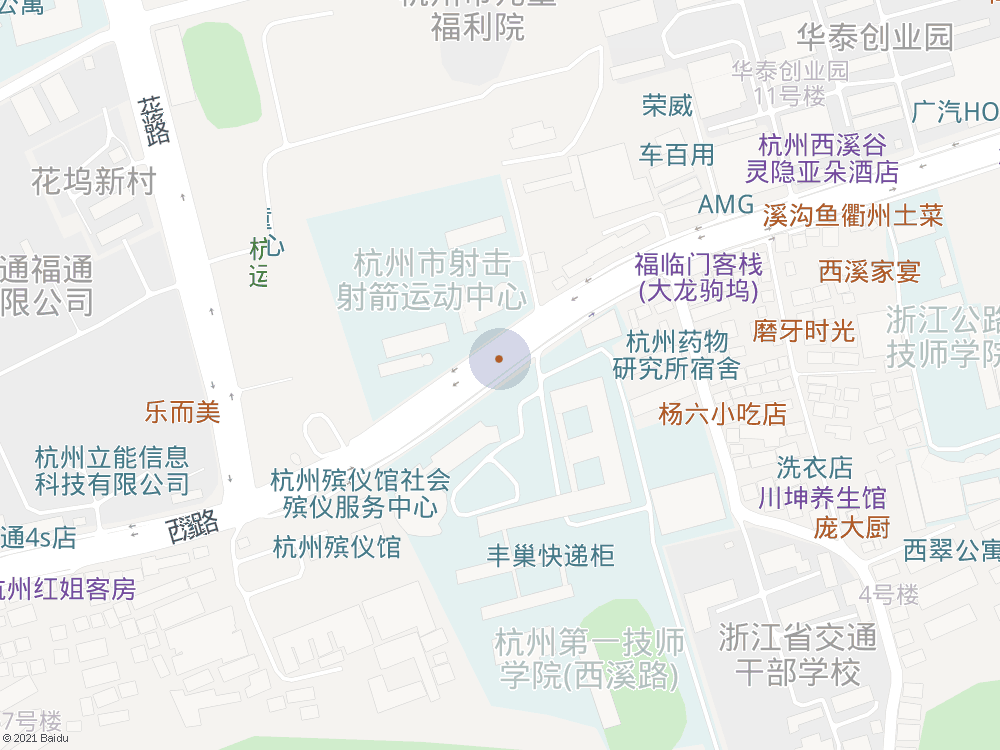 公寓
福利院
华泰创业园
华泰创业园
11号楼
荣威
广汽HO
花蒋路
车百用
杭州西溪谷
灵隐亚朵酒店
花坞新村
AMG
溪沟鱼衢州土菜
杭州市射击
射箭运动中心
福临门客栈
(大龙驹坞)
西溪家宴
通福通
限公司
杭州药物
研究所宿舍
磨牙时光
浙江公路
技师学院
乐而美
杨六小吃店
杭州立能信息
科技有限公司
杭州殡仪馆社会
殡仪服务中心
洗衣店
川坤养生馆
庞大厨
西溪路
通4s店
杭州殡仪馆
丰巢快递柜
西翠公寓
杭州红姐客房
4号楼
杭州第一技师
学院(西溪路)
浙江省交通
干部学校
7号楼
© 2021 Baidu